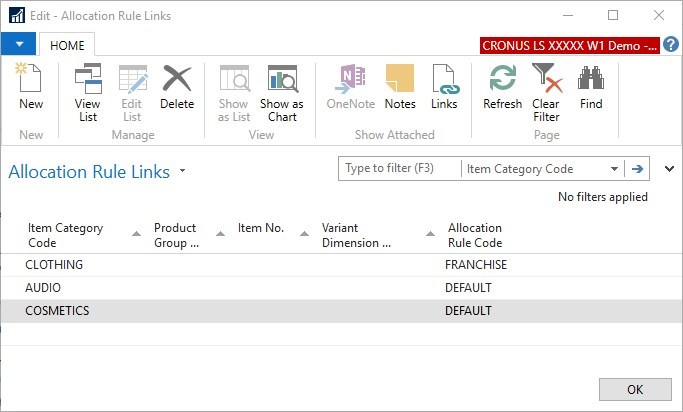 Edit - Allocation Rule Links
HOME
CRONUS LS XXXXX W1 Demo -...
New
View List
Edit List
Delete
Show as List
Show as Chart
OneNote
Notes
Links
Refresh
Clear Filter
Find
New
Manage
View
Show Attached
Page
Allocation Rule Links
Type to filter (F3)
Item Category Code
No filters applied
Item Category Code
Product Group ...
Item No.
Variant Dimension ...
Allocation Rule Code
CLOTHING FRANCHISE
AUDIO DEFAULT
COSMETICS DEFAULT
OK